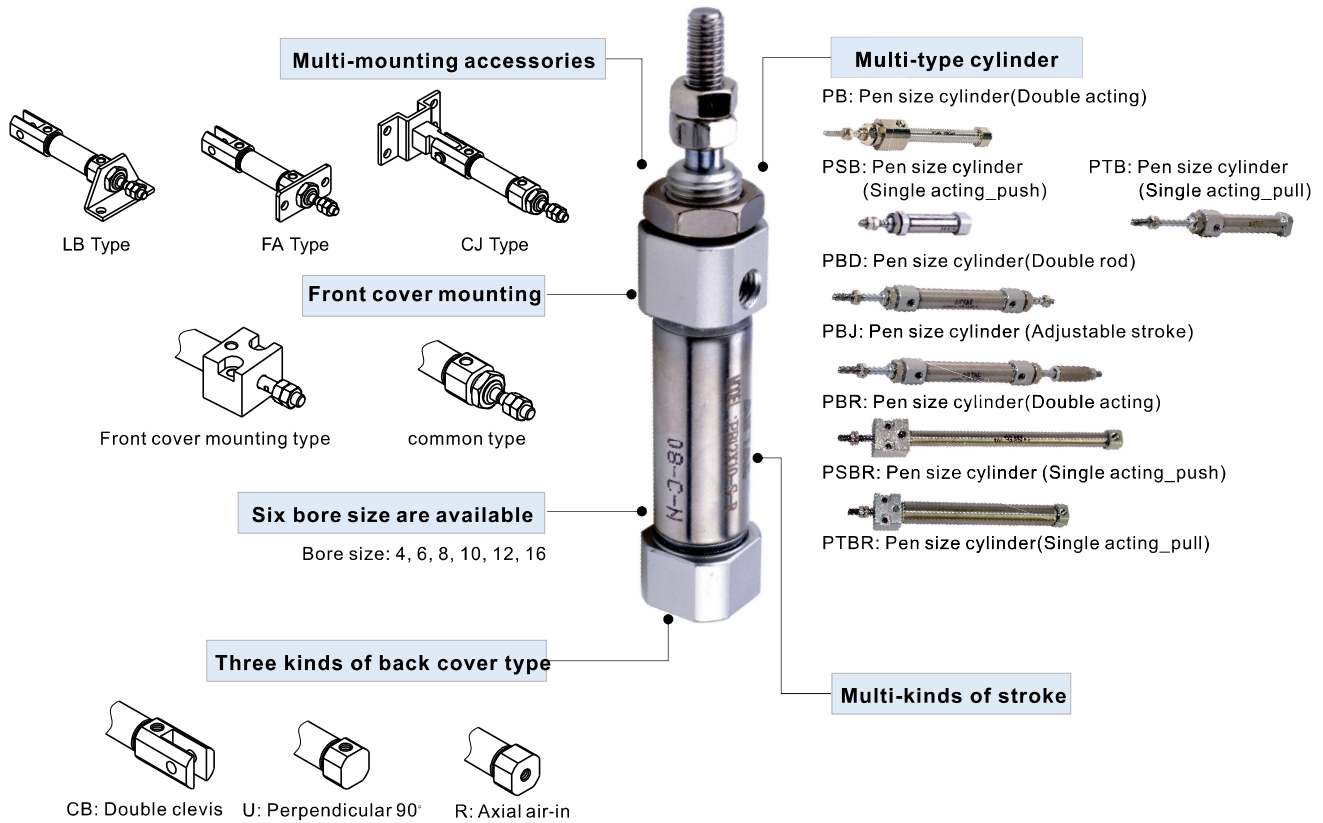 Multi-mounting accessories
LB Type
FA Type
CJ Type
Front cover mounting
Front cover mounting type
common type
Six bore size are available
Bore size: 4, 6, 8, 10, 12, 16
Three kinds of back cover type
CB: Double clevis
U: Perpendicular 90°
R: Axial air-in
08-C-N
Multi-type cylinder
PB: Pen size cylinder(Double acting)
PSB: Pen size cylinder
(Single acting_push)
PTB: Pen size cylinder
(Single acting_pull)
PBD: Pen size cylinder(Double rod)
PBJ: Pen size cylinder (Adjustable stroke)
PBR: Pen size cylinder(Double acting)
PSBR: Pen size cylinder (Single acting_push)
PTBR: Pen size cylinder(Single acting_pull)
Multi-kinds of stroke